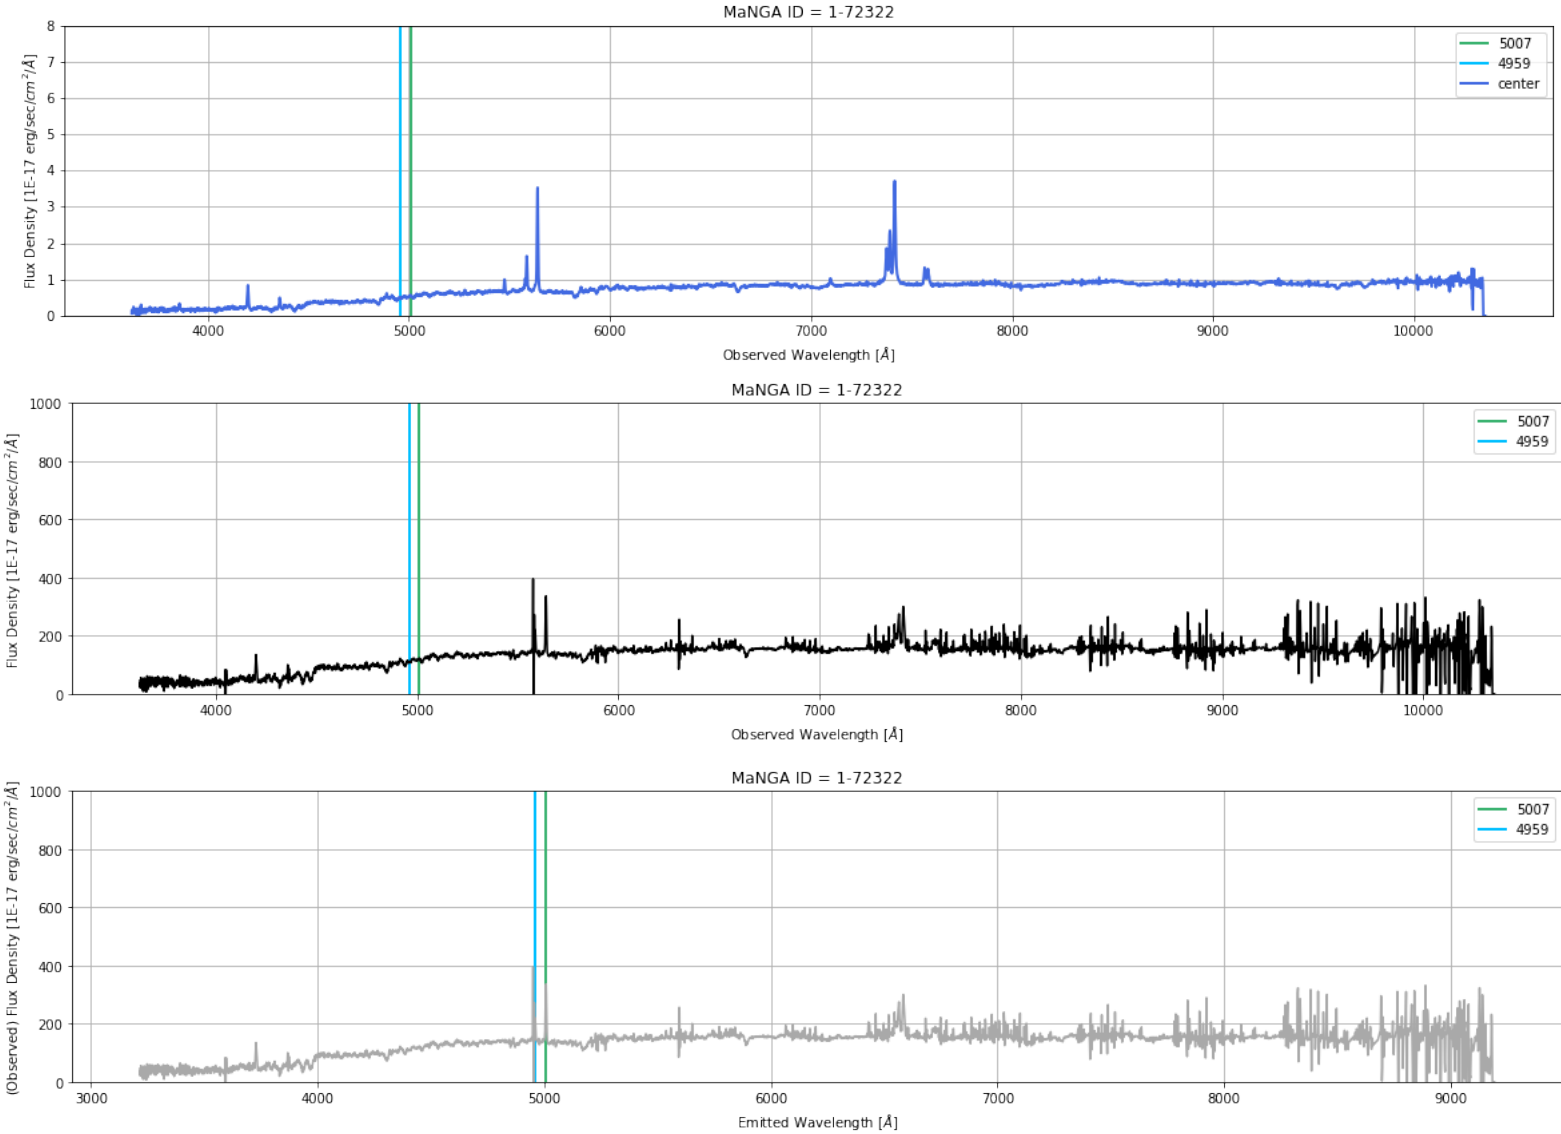 MaNGA ID = 1-72322
8
7
6
5
4
3
2
1
0
Flux Density [1E-17 erg/sec/cm²/Å]
5007
4959
center
4000 5000 6000 7000 8000 9000 10000
Observed Wavelength [Å]
MaNGA ID = 1-72322
1000
800
600
400
200
0
Flux Density [1E-17 erg/sec/cm²/Å]
5007
4959
4000 5000 6000 7000 8000 9000 10000
Observed Wavelength [Å]
MaNGA ID = 1-72322
1000
800
600
400
200
0
(Observed) Flux Density [1E-17 erg/sec/cm²/Å]
5007
4959
3000 4000 5000 6000 7000 8000 9000
Emitted Wavelength [Å]